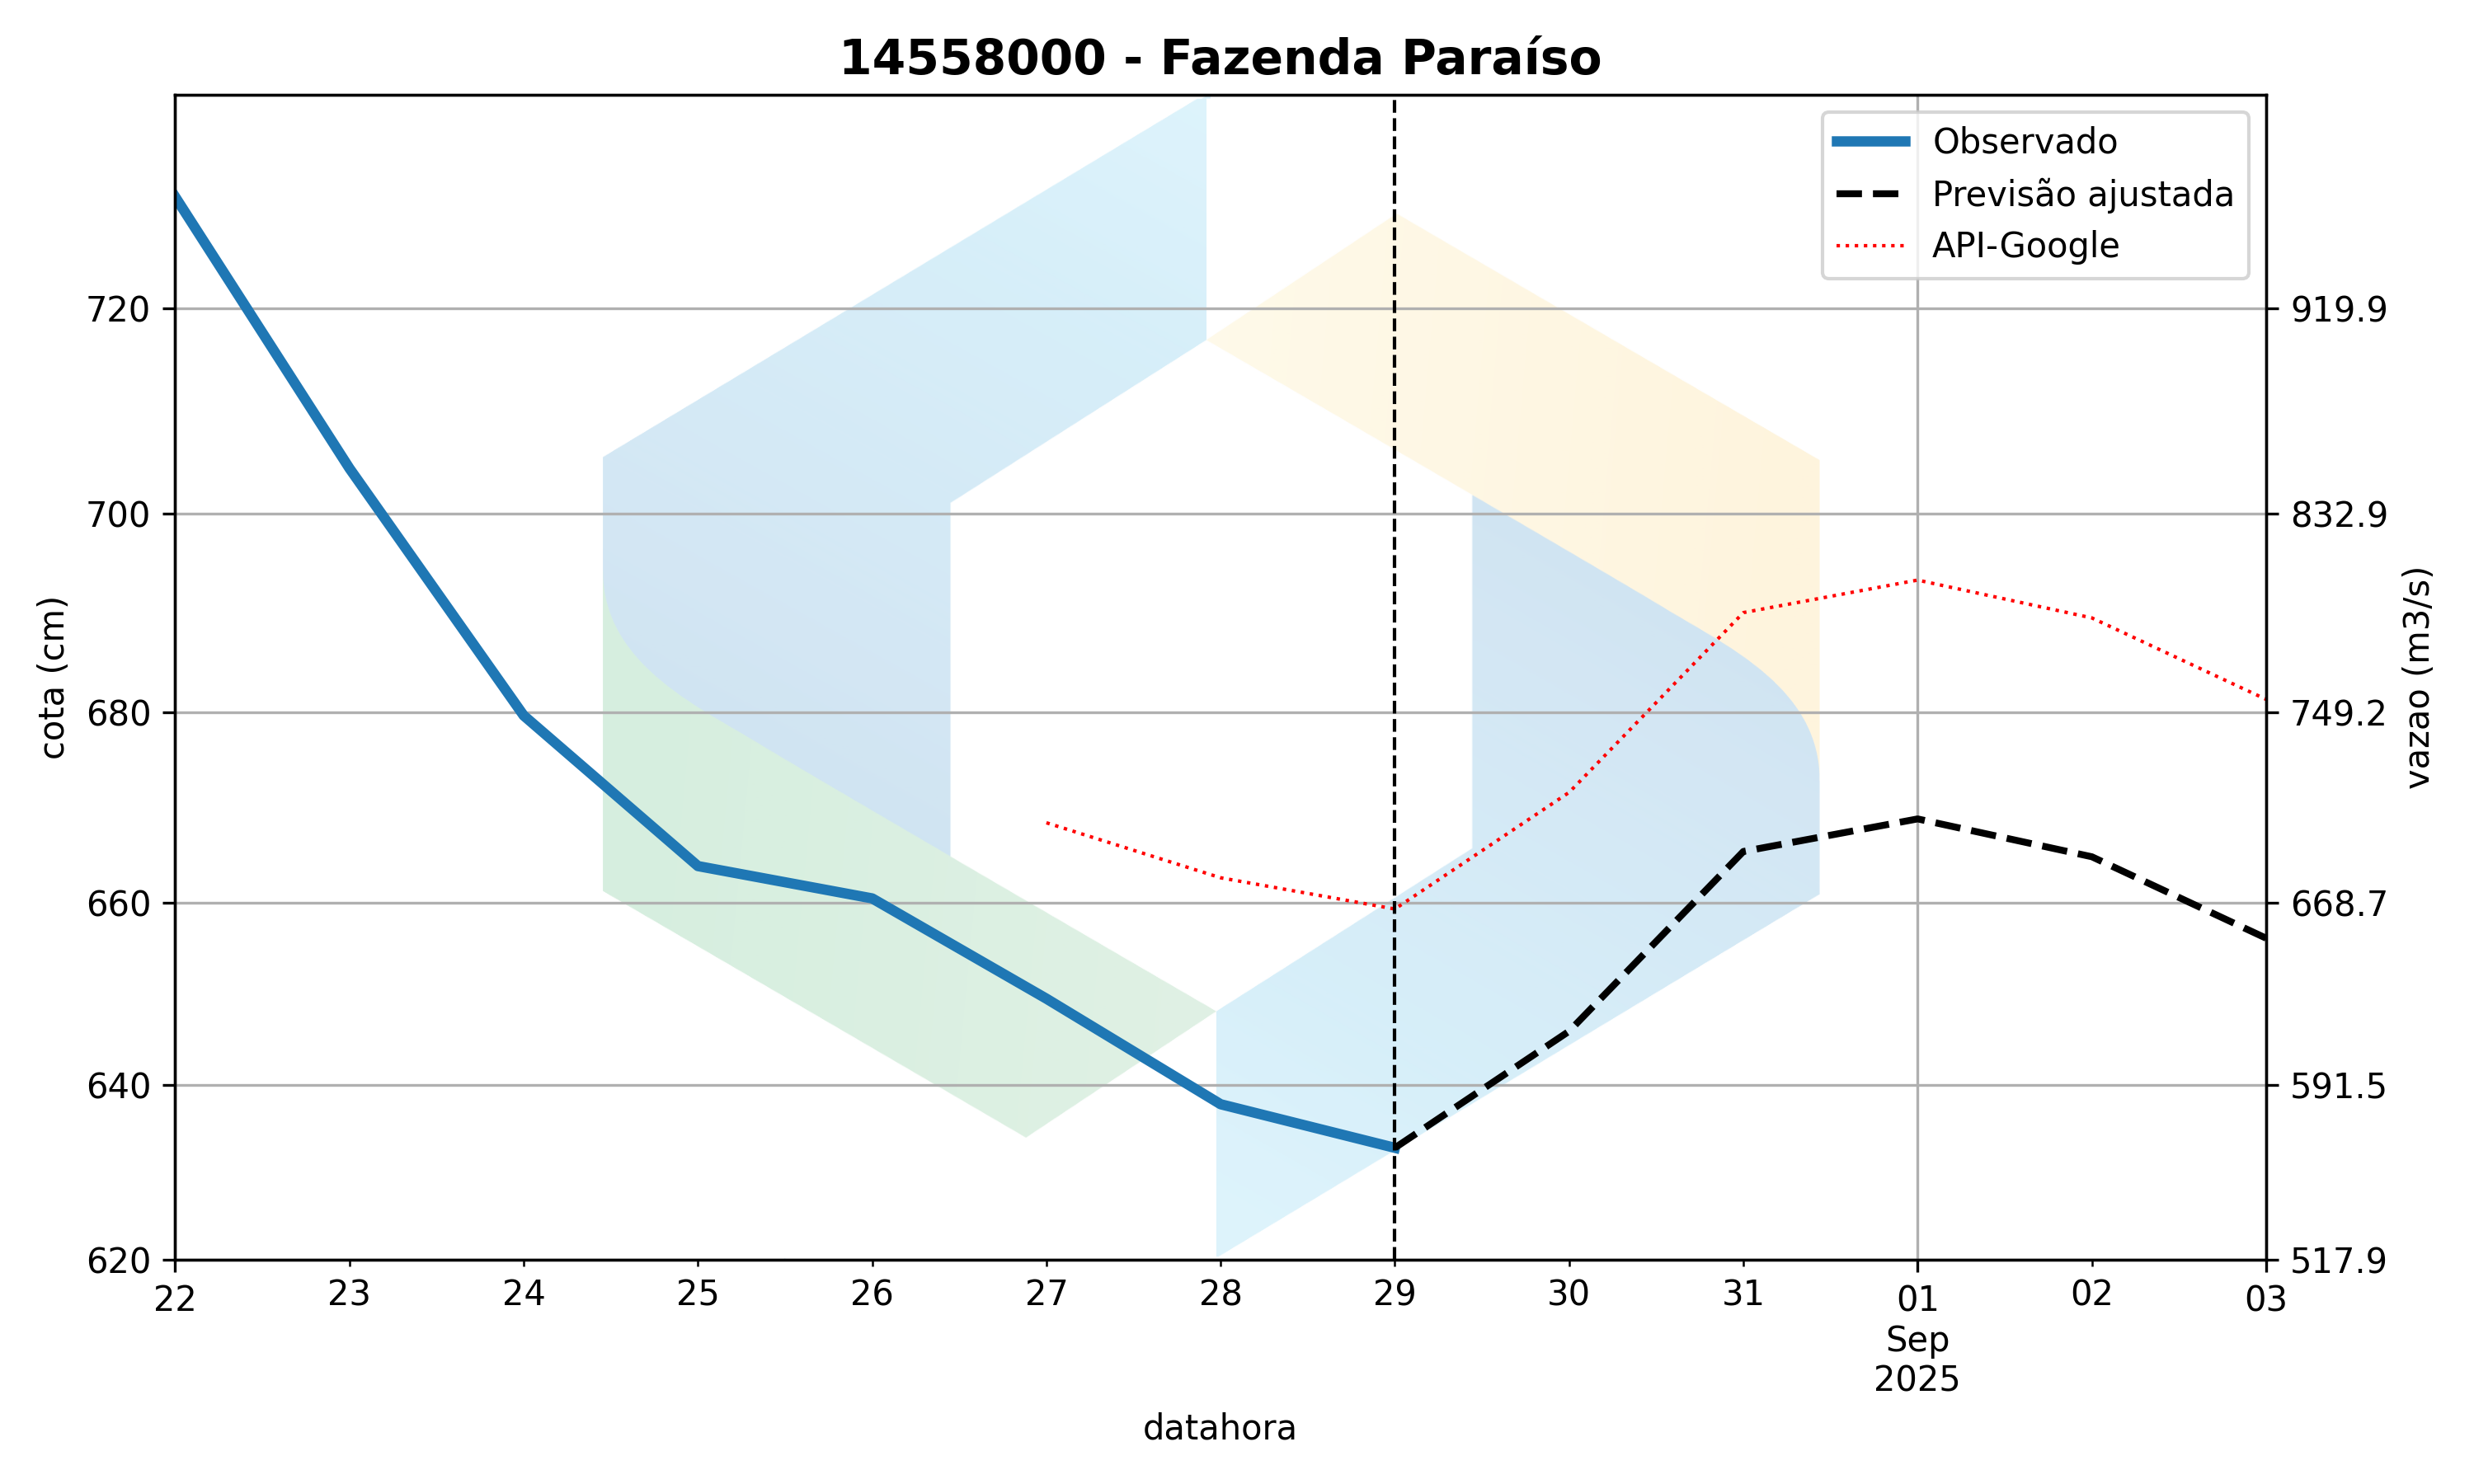 14558000 - Fazenda Paraíso
Observado
Previsão ajustada
API-Google
cota (cm)
720
700
680
660
640
620
919.9
832.9
749.2
668.7
591.5
517.9
vazao (m3/s)
22 23 24 25 26 27 28 29 30 31 01 02 03
Sep
2025
datahora